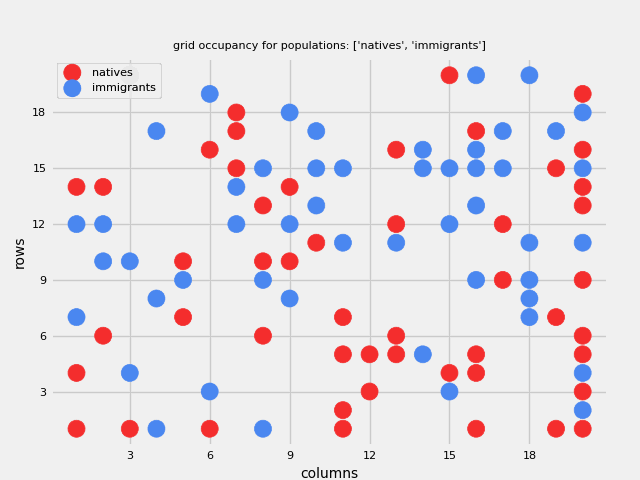 grid occupancy for populations: ['natives', 'immigrants']
natives
immigrants
18
15
12
9
6
3
rows
3 6 9 12 15 18
columns